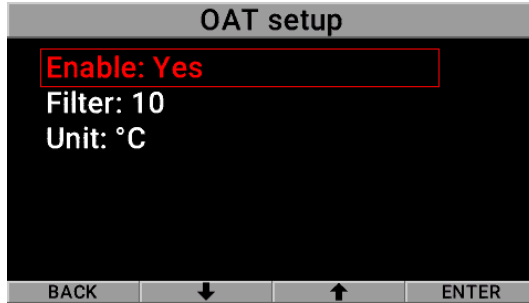 OAT setup
Enable: Yes
Filter: 10
Unit: °C
BACK ENTER